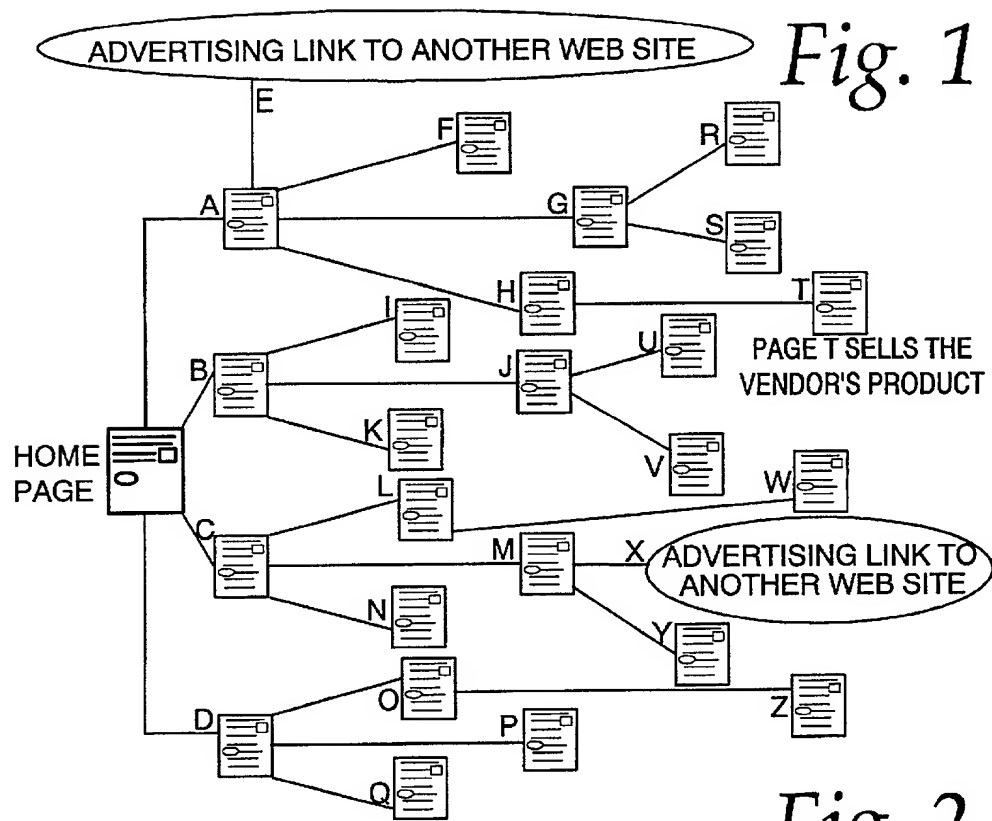 Fig. 1
ADVERTISING LINK TO ANOTHER WEB SITE
E
F
R
A
G
S
H
T
I
U
PAGE T SELLS THE
VENDOR'S PRODUCT
B
J
K
V
HOME
PAGE
L
W
C
M
X
ADVERTISING LINK TO
ANOTHER WEB SITE
N
Y
O
Z
D
P
Q
Fig. 2